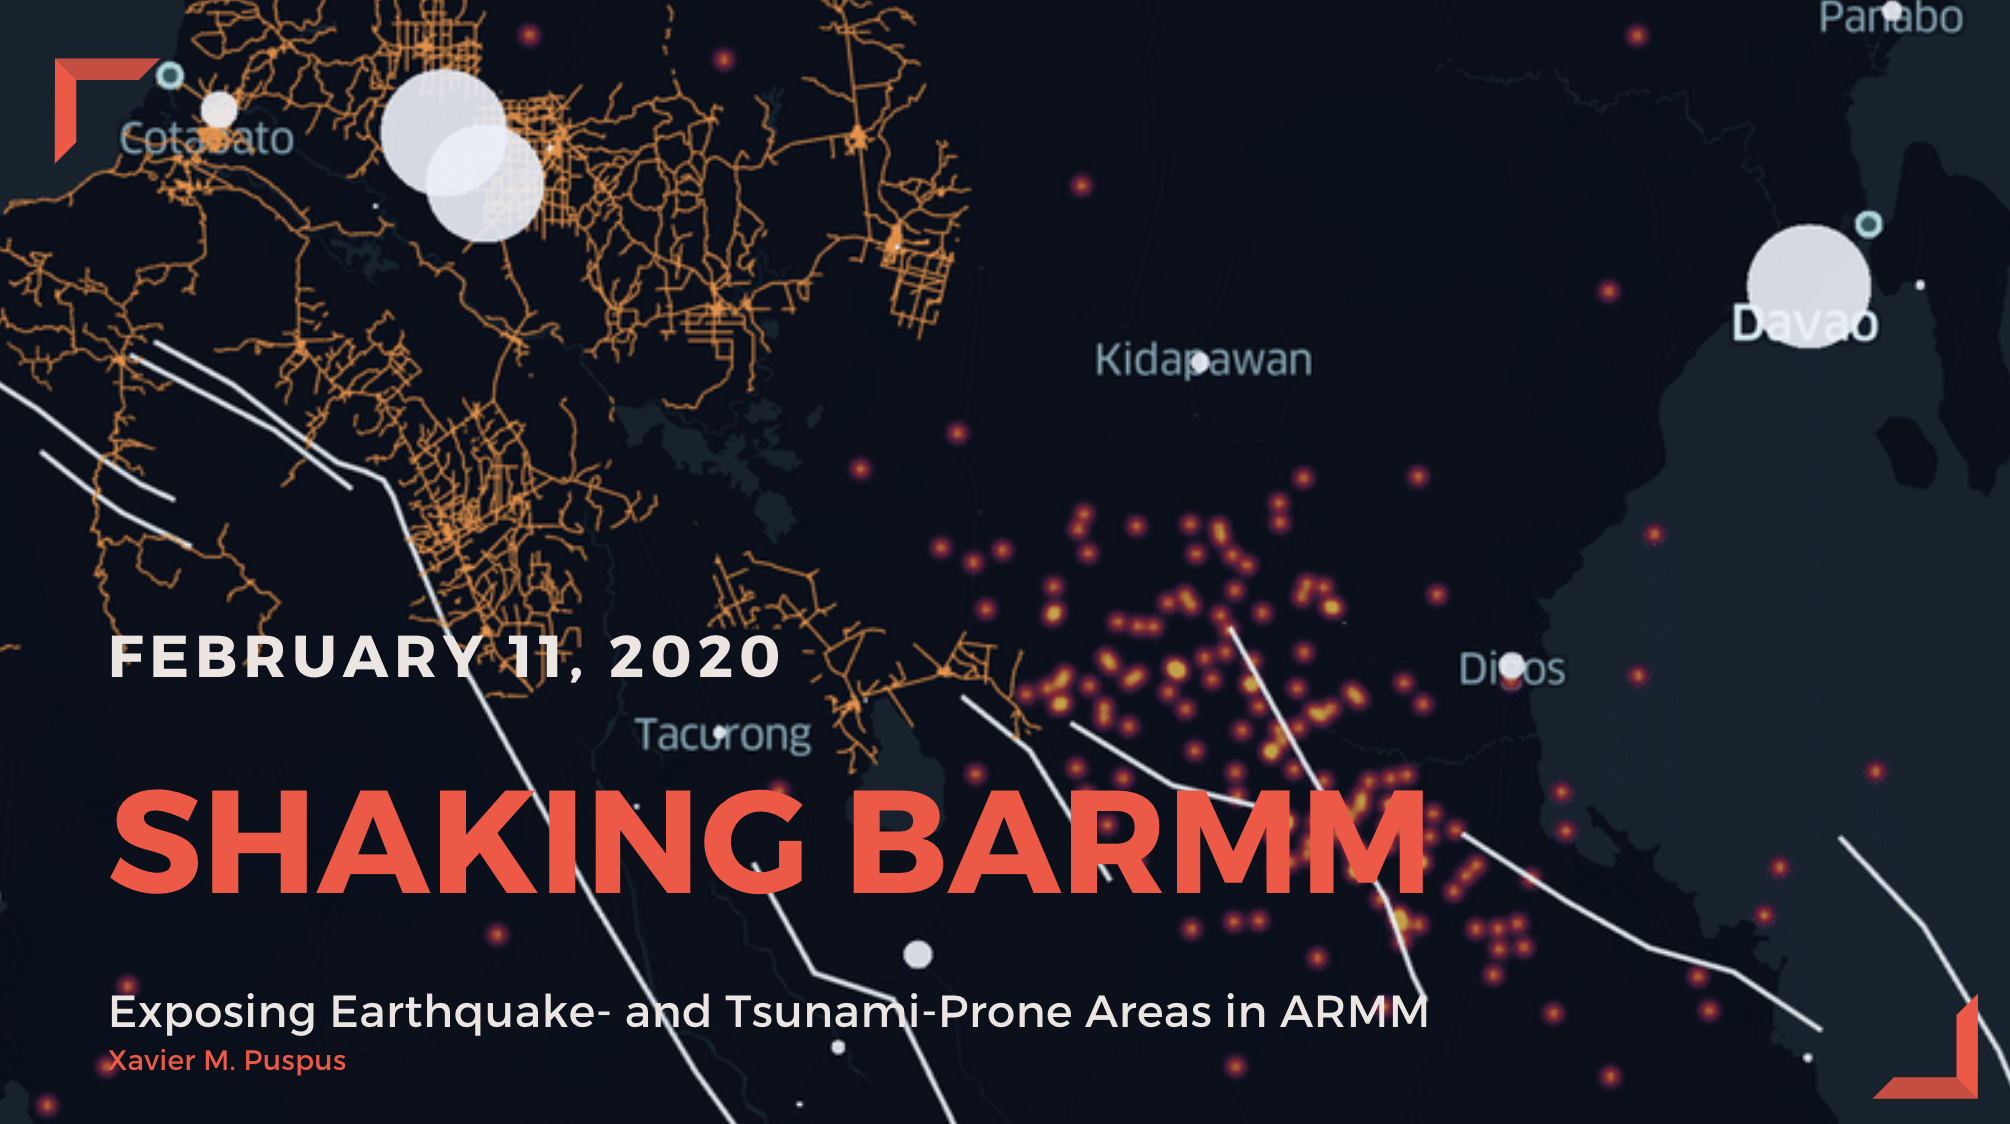 Panabo
Cotabato
Davao
Kidapawan
FEBRUARY 11, 2020
Digos
Tacurong
SHAKING BARMM
Exposing Earthquake- and Tsunami-Prone Areas in ARMM
Xavier M. Puspus